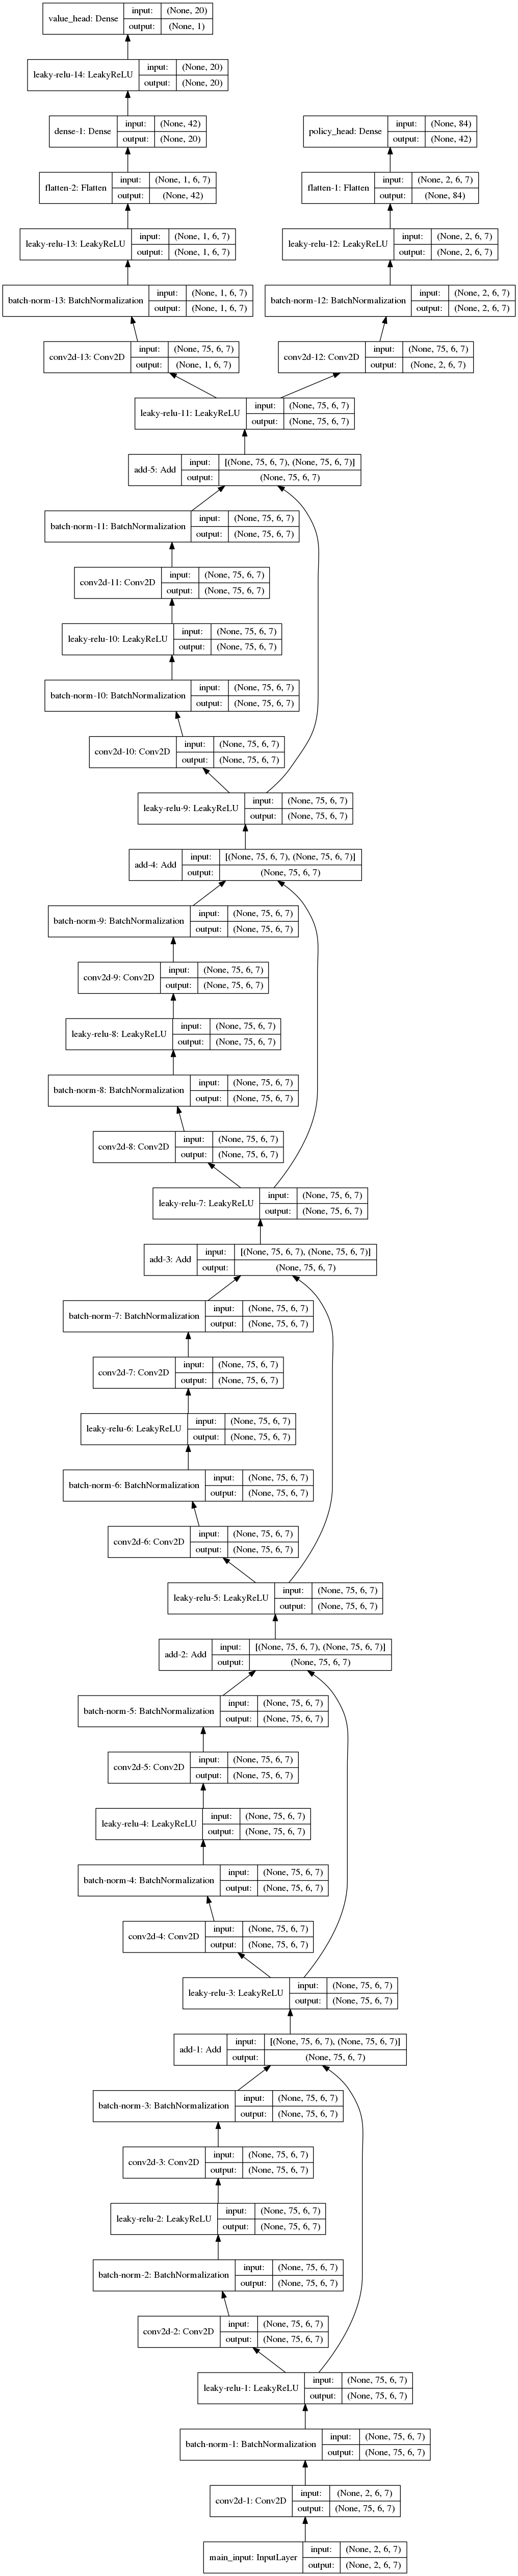 value_head: Dense
input: (None, 20)
output: (None, 1)
leaky-relu-14: LeakyReLU
input: (None, 20)
output: (None, 20)
dense-1: Dense
input: (None, 42)
output: (None, 20)
policy_head: Dense
input: (None, 84)
output: (None, 42)
flatten-2: Flatten
input: (None, 1, 6, 7)
output: (None, 42)
flatten-1: Flatten
input: (None, 2, 6, 7)
output: (None, 84)
leaky-relu-13: LeakyReLU
input: (None, 1, 6, 7)
output: (None, 1, 6, 7)
leaky-relu-12: LeakyReLU
input: (None, 2, 6, 7)
output: (None, 2, 6, 7)
batch-norm-13: BatchNormalization
input: (None, 1, 6, 7)
output: (None, 1, 6, 7)
batch-norm-12: BatchNormalization
input: (None, 2, 6, 7)
output: (None, 2, 6, 7)
conv2d-13: Conv2D
input: (None, 75, 6, 7)
output: (None, 1, 6, 7)
conv2d-12: Conv2D
input: (None, 75, 6, 7)
output: (None, 2, 6, 7)
leaky-relu-11: LeakyReLU
input: (None, 75, 6, 7)
output: (None, 75, 6, 7)
add-5: Add
input: [(None, 75, 6, 7), (None, 75, 6, 7)]
output: (None, 75, 6, 7)
batch-norm-11: BatchNormalization
input: (None, 75, 6, 7)
output: (None, 75, 6, 7)
conv2d-11: Conv2D
input: (None, 75, 6, 7)
output: (None, 75, 6, 7)
leaky-relu-10: LeakyReLU
input: (None, 75, 6, 7)
output: (None, 75, 6, 7)
batch-norm-10: BatchNormalization
input: (None, 75, 6, 7)
output: (None, 75, 6, 7)
conv2d-10: Conv2D
input: (None, 75, 6, 7)
output: (None, 75, 6, 7)
leaky-relu-9: LeakyReLU
input: (None, 75, 6, 7)
output: (None, 75, 6, 7)
add-4: Add
input: [(None, 75, 6, 7), (None, 75, 6, 7)]
output: (None, 75, 6, 7)
batch-norm-9: BatchNormalization
input: (None, 75, 6, 7)
output: (None, 75, 6, 7)
conv2d-9: Conv2D
input: (None, 75, 6, 7)
output: (None, 75, 6, 7)
leaky-relu-8: LeakyReLU
input: (None, 75, 6, 7)
output: (None, 75, 6, 7)
batch-norm-8: BatchNormalization
input: (None, 75, 6, 7)
output: (None, 75, 6, 7)
conv2d-8: Conv2D
input: (None, 75, 6, 7)
output: (None, 75, 6, 7)
leaky-relu-7: LeakyReLU
input: (None, 75, 6, 7)
output: (None, 75, 6, 7)
add-3: Add
input: [(None, 75, 6, 7), (None, 75, 6, 7)]
output: (None, 75, 6, 7)
batch-norm-7: BatchNormalization
input: (None, 75, 6, 7)
output: (None, 75, 6, 7)
conv2d-7: Conv2D
input: (None, 75, 6, 7)
output: (None, 75, 6, 7)
leaky-relu-6: LeakyReLU
input: (None, 75, 6, 7)
output: (None, 75, 6, 7)
batch-norm-6: BatchNormalization
input: (None, 75, 6, 7)
output: (None, 75, 6, 7)
conv2d-6: Conv2D
input: (None, 75, 6, 7)
output: (None, 75, 6, 7)
leaky-relu-5: LeakyReLU
input: (None, 75, 6, 7)
output: (None, 75, 6, 7)
add-2: Add
input: [(None, 75, 6, 7), (None, 75, 6, 7)]
output: (None, 75, 6, 7)
batch-norm-5: BatchNormalization
input: (None, 75, 6, 7)
output: (None, 75, 6, 7)
conv2d-5: Conv2D
input: (None, 75, 6, 7)
output: (None, 75, 6, 7)
leaky-relu-4: LeakyReLU
input: (None, 75, 6, 7)
output: (None, 75, 6, 7)
batch-norm-4: BatchNormalization
input: (None, 75, 6, 7)
output: (None, 75, 6, 7)
conv2d-4: Conv2D
input: (None, 75, 6, 7)
output: (None, 75, 6, 7)
leaky-relu-3: LeakyReLU
input: (None, 75, 6, 7)
output: (None, 75, 6, 7)
add-1: Add
input: [(None, 75, 6, 7), (None, 75, 6, 7)]
output: (None, 75, 6, 7)
batch-norm-3: BatchNormalization
input: (None, 75, 6, 7)
output: (None, 75, 6, 7)
conv2d-3: Conv2D
input: (None, 75, 6, 7)
output: (None, 75, 6, 7)
leaky-relu-2: LeakyReLU
input: (None, 75, 6, 7)
output: (None, 75, 6, 7)
batch-norm-2: BatchNormalization
input: (None, 75, 6, 7)
output: (None, 75, 6, 7)
conv2d-2: Conv2D
input: (None, 75, 6, 7)
output: (None, 75, 6, 7)
leaky-relu-1: LeakyReLU
input: (None, 75, 6, 7)
output: (None, 75, 6, 7)
batch-norm-1: BatchNormalization
input: (None, 75, 6, 7)
output: (None, 75, 6, 7)
conv2d-1: Conv2D
input: (None, 2, 6, 7)
output: (None, 75, 6, 7)
main_input: InputLayer
input: (None, 2, 6, 7)
output: (None, 2, 6, 7)